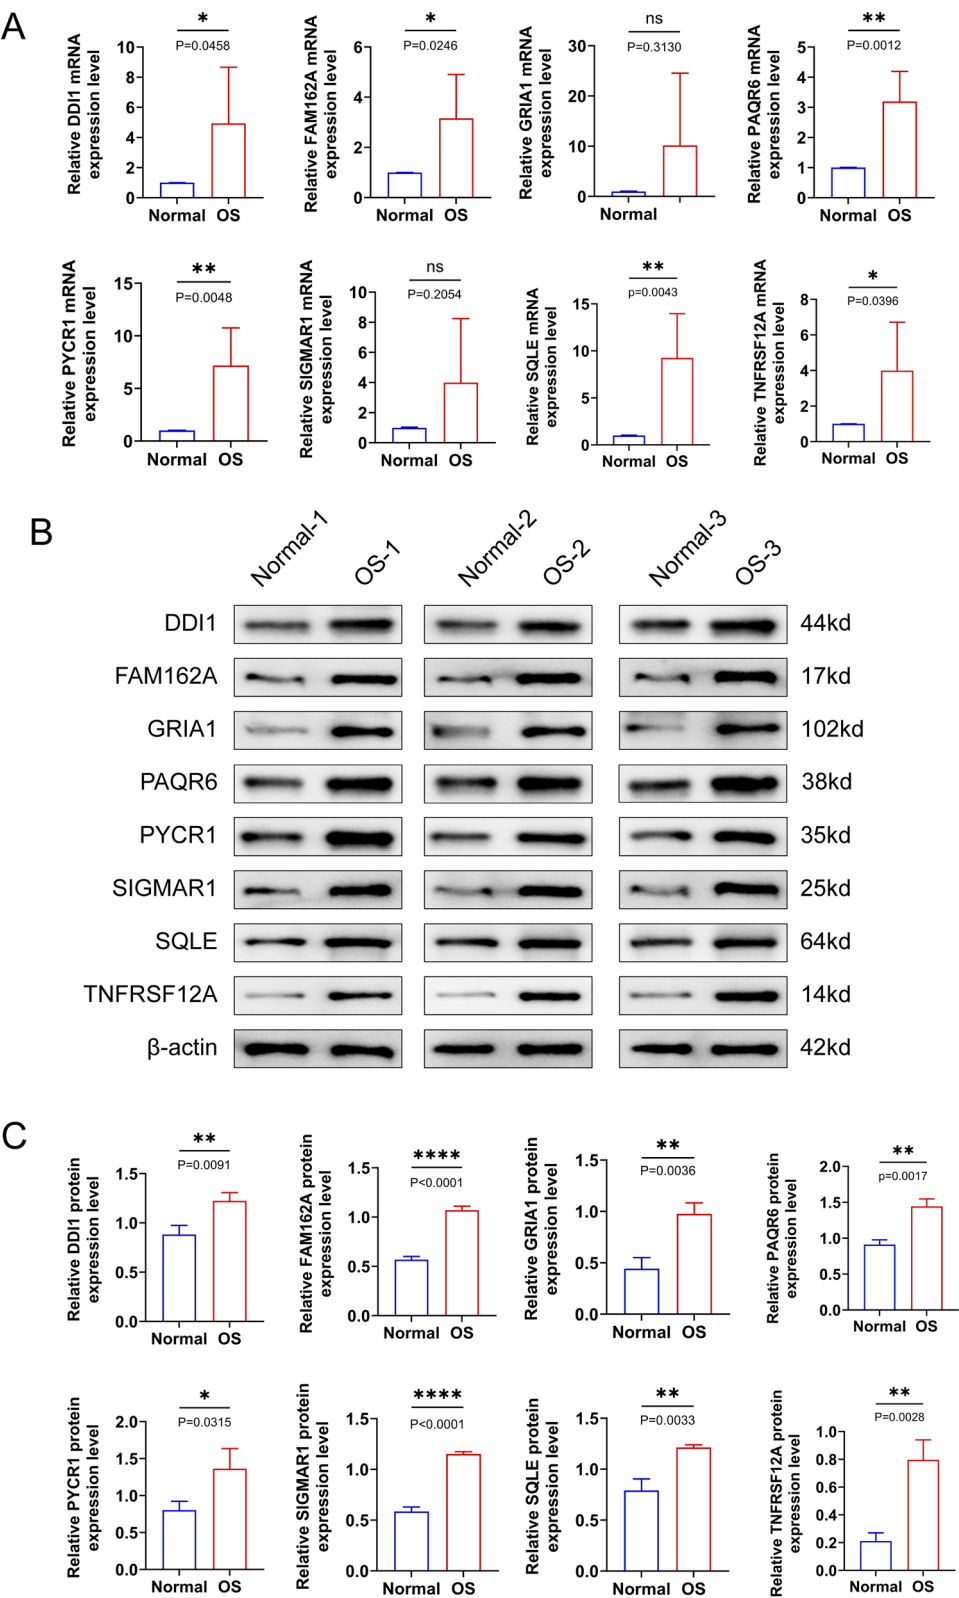 A
*
P=0.0458
Relative DDI1 mRNA
expression level
10
8
6
4
2
0
Normal OS
*
P=0.0246
Relative FAM162A mRNA
expression level
6
4
2
0
Normal OS
ns
P=0.3130
Relative GRIA1 mRNA
expression level
30
20
10
0
Normal
**
P=0.0012
Relative PAQR6 mRNA
expression level
5
4
3
2
1
0
Normal OS
**
P=0.0048
Relative PYCR1 mRNA
expression level
15
10
5
0
Normal OS
ns
P=0.2054
Relative SIGMAR1 mRNA
expression level
10
8
6
4
2
0
Normal OS
**
p=0.0043
Relative SQLE mRNA
expression level
15
10
5
0
Normal OS
*
P=0.0396
Relative TNFRSF12A mRNA
expression level
8
6
4
2
0
Normal OS
B
Normal-1 OS-1 Normal-2 OS-2 Normal-3 OS-3
DDI1 44kd
FAM162A 17kd
GRIA1 102kd
PAQR6 38kd
PYCR1 35kd
SIGMAR1 25kd
SQLE 64kd
TNFRSF12A 14kd
β-actin 42kd
C
**
P=0.0091
Relative DDI1 protein
expression level
1.5
1.0
0.5
0.0
Normal OS
****
P<0.0001
Relative FAM162A protein
expression level
1.5
1.0
0.5
0.0
Normal OS
**
P=0.0036
Relative GRIA1 protein
expression level
1.5
1.0
0.5
0.0
Normal OS
**
p=0.0017
Relative PAQR6 protein
expression level
2.0
1.5
1.0
0.5
0.0
Normal OS
*
P=0.0315
Relative PYCR1 protein
expression level
2.0
1.5
1.0
0.5
0.0
Normal OS
****
P<0.0001
Relative SIGMAR1 protein
expression level
1.5
1.0
0.5
0.0
Normal OS
**
P=0.0033
Relative SQLE protein
expression level
1.5
1.0
0.5
0.0
Normal OS
**
P=0.0028
Relative TNFRSF12A protein
expression level
1.0
0.8
0.6
0.4
0.2
0.0
Normal OS